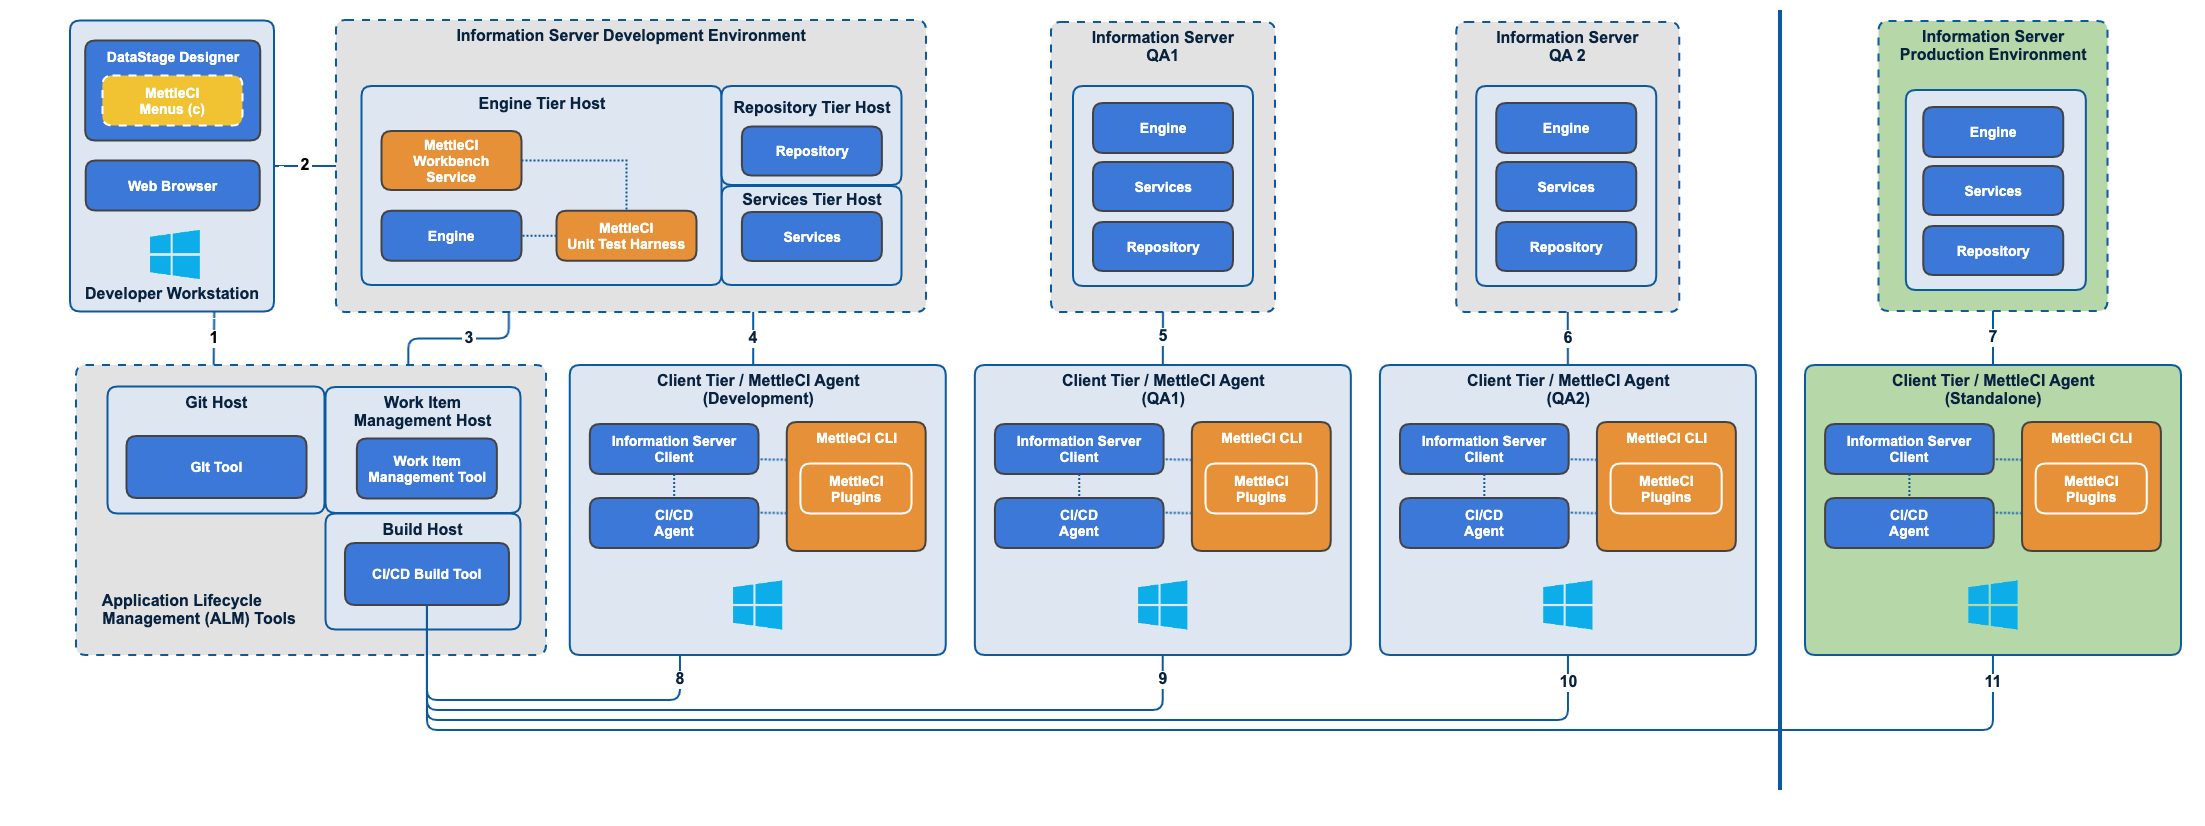 DataStage Designer
MettleCI
Menus (c)
Web Browser
Developer Workstation
2
Information Server Development Environment
Engine Tier Host
MettleCI
Workbench
Service
Engine
MettleCI
Unit Test Harness
Repository Tier Host
Repository
Services Tier Host
Services
Information Server
QA1
Engine
Services
Repository
Information Server
QA 2
Engine
Services
Repository
Information Server
Production Environment
Engine
Services
Repository
1
3
4
5
6
7
Git Host
GIt Tool
Work Item
Management Host
Work Item
Management Tool
Build Host
CI/CD Build Tool
Application Lifecycle
Management (ALM) Tools
Client Tier / MettleCI Agent
(Development)
Information Server
Client
CI/CD
Agent
MettleCI CLI
MettleCI
Plugins
Client Tier / MettleCI Agent
(QA1)
Information Server
Client
CI/CD
Agent
MettleCI CLI
MettleCI
Plugins
Client Tier / MettleCI Agent
(QA2)
Information Server
Client
CI/CD
Agent
MettleCI CLI
MettleCI
Plugins
Client Tier / MettleCI Agent
(Standalone)
Information Server
Client
CI/CD
Agent
MettleCI CLI
MettleCI
Plugins
8
9
10
11